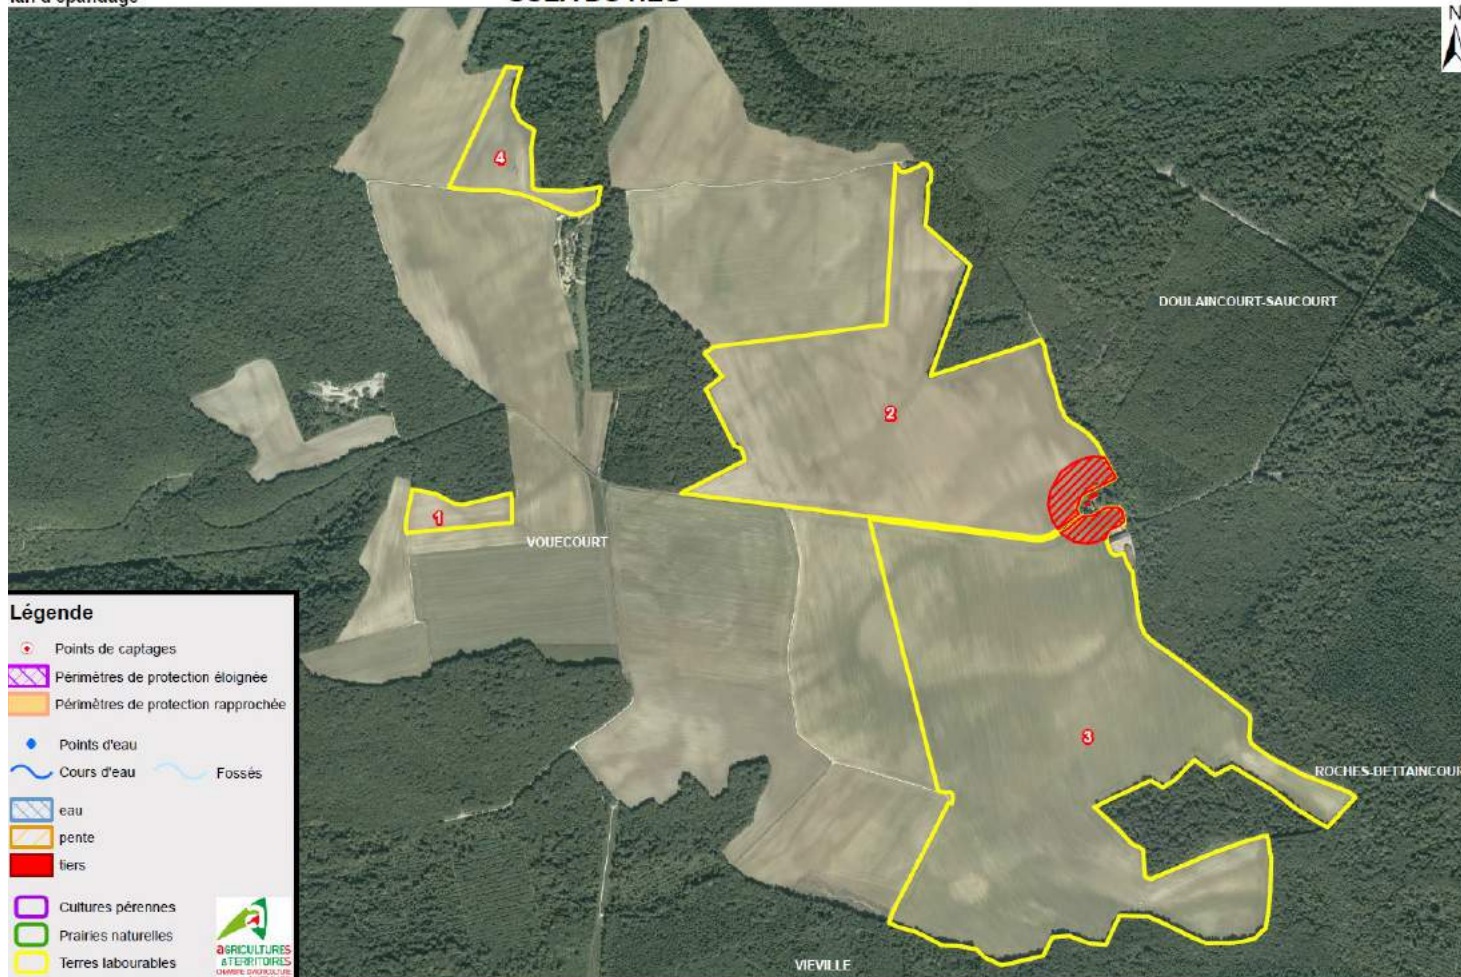 N
4
DOULAINCOURT-SAUCOURT
2
1
VOUECOURT
3
ROCHES-BETTAINCOUR
VIEVILLE
Légende
Points de captages
Périmètres de protection éloignée
Périmètres de protection rapprochée
Points d'eau
Cours d'eau Fossés
eau
pente
tiers
Cultures pérennes
Prairies naturelles
Terres labourables
aGRICULTURES
&TERRITOIRES
CHAMBRE D'AGRICULTURE